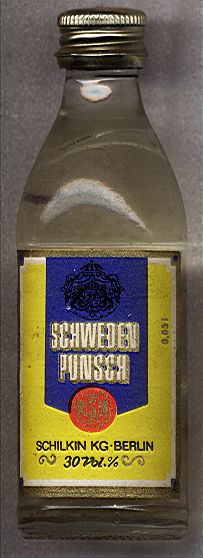 SCHWEDEN
PUNSCH
0,05 l
SCHILKIN KG·BERLIN
30 Vol.%